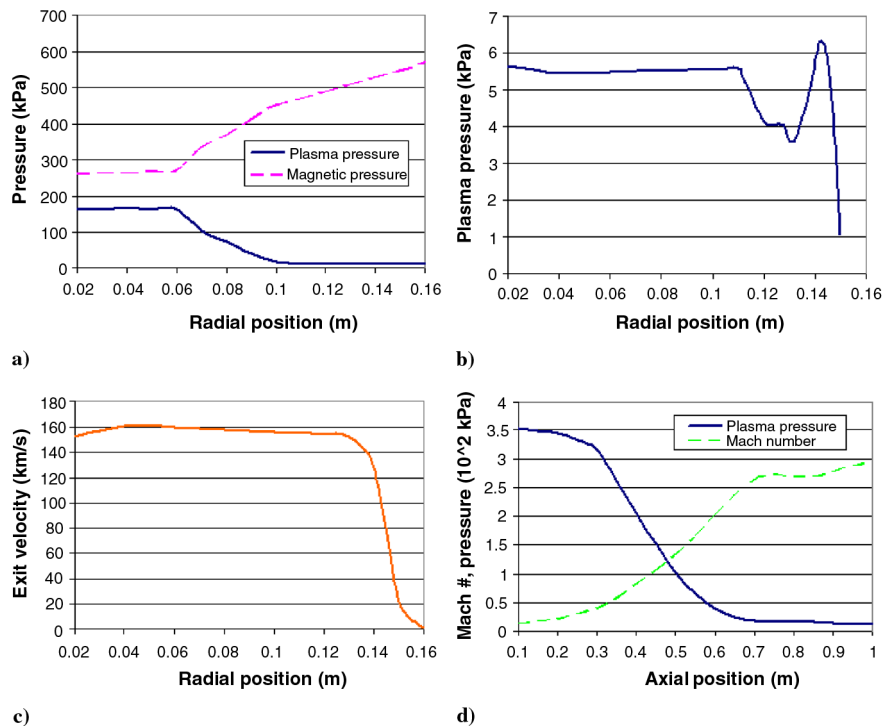 700
600
500
400
300
200
100
0
Pressure (kPa)
Plasma pressure
Magnetic pressure
0.02 0.04 0.06 0.08 0.1 0.12 0.14 0.16
Radial position (m)
a)
7
6
5
4
3
2
1
0
Plasma pressure (kPa)
0.02 0.04 0.06 0.08 0.1 0.12 0.14 0.16
Radial position (m)
b)
180
160
140
120
100
80
60
40
20
0
Exit velocity (km/s)
0.02 0.04 0.06 0.08 0.1 0.12 0.14 0.16
Radial position (m)
c)
4
3.5
3
2.5
2
1.5
1
0.5
0
Mach #, pressure (10^2 kPa)
Plasma pressure
Mach number
0.1 0.2 0.3 0.4 0.5 0.6 0.7 0.8 0.9 1
Axial position (m)
d)